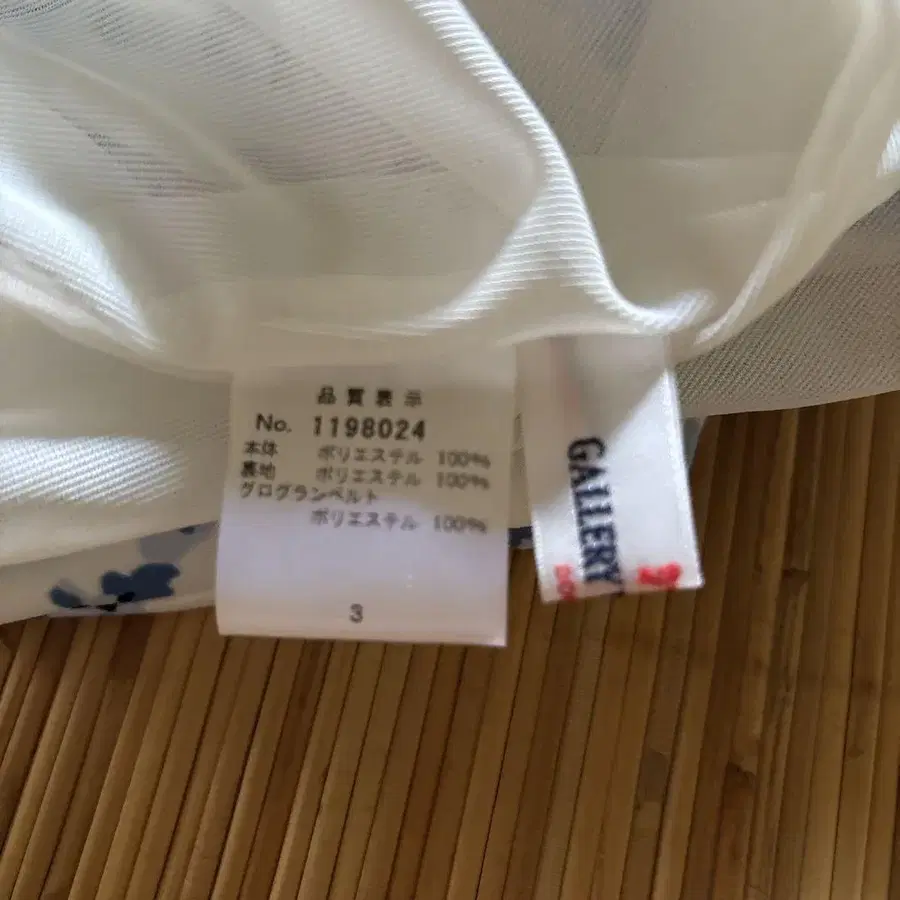 品質表示
No. 1198024
本体 ポリエステル 100%
裏地 ポリエステル 100%
グログランベルト
ポリエステル 100%
3
GALLERY